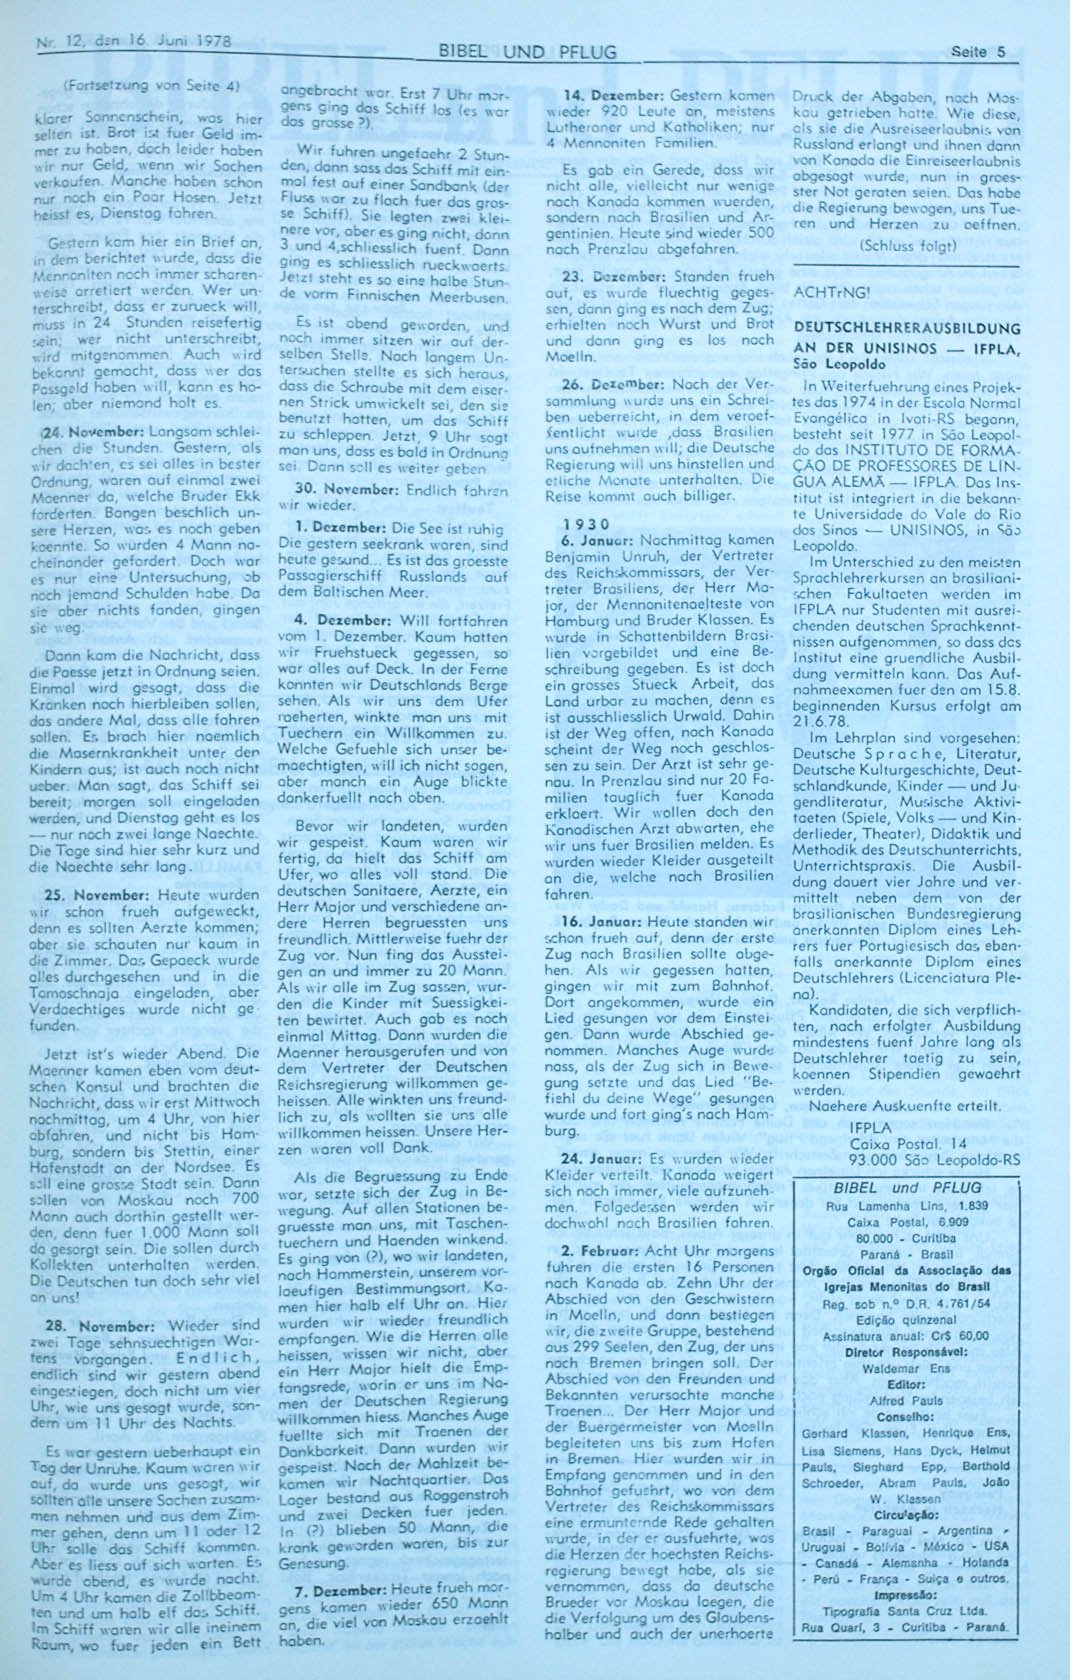 Nr. 12, den 16. Juni 1978
BIBEL UND PFLUG
Seite 5
(Fortsetzung von Seite 4)
klarer Sonnenschein, was hier
selten ist. Brot ist fuer Geld im-
mer zu haben, doch leider haben
wir nur Geld, wenn wir Sachen
verkaufen. Manche haben schon
nur noch ein Paar Hosen. Jetzt
heisst es, Dienstag fahren.
Gestern kam hier ein Brief an,
in dem berichtet wurde, dass die
Mennoniten noch immer scharen-
weise arretiert werden. Wer un-
terschreibt, dass er zurueck will,
muss in 24 Stunden reisefertig
sein; wer nicht unterschreibt,
wird mitgenommen. Auch wird
bekannt gemacht, dass wer das
Passgeld haben will, kann es ho-
len; aber niemand holt es.
24. November: Langsam schlei-
chen die Stunden. Gestern, als
wir dachten, es sei alles in bester
Ordnung, waren auf einmal zwei
Maenner da, welche Bruder Ekk
forderten. Bangen beschlich un-
sere Herzen, was es noch geben
koennte. So wurden 4 Mann na-
cheinander gefordert. Doch war
es nur eine Untersuchung, ob
noch jemand Schulden habe. Da
sie aber nichts fanden, gingen
sie weg.
Dann kam die Nachricht, dass
die Paesse jetzt in Ordnung seien.
Einmal wird gesagt, dass die
Kranken noch hierbleiben sollen,
das andere Mal, dass alle fahren
sollen. Es brach hier naemlich
die Masernkrankheit unter den
Kindern aus; ist auch noch nicht
ueber. Man sagt, das Schiff sei
bereit; morgen soll eingeladen
werden, und Dienstag geht es los
— nur noch zwei lange Naechte.
Die Tage sind hier sehr kurz und
die Naechte sehr lang.
25. November: Heute wurden
wir schon frueh aufgeweckt,
denn es sollten Aerzte kommen;
aber sie schauten nur kaum in
die Zimmer. Das Gepaeck wurde
alles durchgesehen und in die
Tamoschnaja eingeladen, aber
Verdaechtiges wurde nicht ge-
funden.
Jetzt ist's wieder Abend. Die
Maenner kamen eben vom deut-
schen Konsul und brachten die
Nachricht, dass wir erst Mittwoch
nachmittag, um 4 Uhr, von hier
abfahren, und nicht bis Ham-
burg, sondern bis Stettin, einer
Hafenstadt an der Nordsee. Es
soll eine grosse Stadt sein. Dann
sollen von Moskau noch 700
Mann auch dorthin gestellt wer-
den, denn fuer 1.000 Mann soll
da gesorgt sein. Die sollen durch
Kollekten unterhalten werden.
Die Deutschen tun doch sehr viel
an uns!
28. November: Wieder sind
zwei Tage sehnsuechtigen War-
tens vorgangen. Endlich,
endlich sind wir gestern abend
eingestiegen, doch nicht um vier
Uhr, wie uns gesagt wurde, son-
dern um 11 Uhr des Nachts.
Es war gestern ueberhaupt ein
Tag der Unruhe. Kaum waren wir
auf, da wurde uns gesagt, wir
sollten alle unsere Sachen zusam-
men nehmen und aus dem Zim-
mer gehen, denn um 11 oder 12
Uhr solle das Schiff kommen.
Aber es liess auf sich warten. Es
wurde abend, es wurde nacht.
Um 4 Uhr kamen die Zollbeam-
ten und um halb elf das Schiff.
Im Schiff waren wir alle ineinem
Raum, wo fuer jeden ein Bett
angebracht war. Erst 7 Uhr mor-
gens ging das Schiff los (es war
das grosse ?).
Wir fuhren ungefaehr 2 Stun-
den, dann sass das Schiff mit ein-
mal fest auf einer Sandbank (der
Fluss war zu flach fuer das gros-
se Schiff). Sie legten zwei klei-
nere vor, aber es ging nicht, dann
3 und 4,schliesslich fuenf. Dann
ging es schliesslich rueckwaerts.
Jetzt steht es so eine halbe Stun-
de vorm Finnischen Meerbusen.
Es ist abend geworden, und
noch immer sitzen wir auf der-
selben Stelle. Nach langem Un-
tersuchen stellte es sich heraus,
dass die Schraube mit dem eiser-
nen Strick umwickelt sei, den sie
benutzt hatten, um das Schiff
zu schleppen. Jetzt, 9 Uhr sagt
man uns, dass es bald in Ordnung
sei. Dann soll es weiter geben
30. November: Endlich fahren
wir wieder.
1. Dezember: Die See ist ruhig
Die gestern seekrank waren, sind
heute gesund... Es ist das groesste
Passagierschiff Russlands auf
dem Baltischen Meer.
4. Dezember: Will fortfahren
vom 1. Dezember. Kaum hatten
wir Fruehstueck gegessen, so
war alles auf Deck. In der Ferne
konnten wir Deutschlands Berge
sehen. Als wir uns dem Ufer
naeherten, winkte man uns mit
Tuechern ein Willkommen zu.
Welche Gefuehle sich unser be-
maechtigten, will ich nicht sagen,
aber manch ein Auge blickte
dankerfuellt nach oben.
Bevor wir landeten, wurden
wir gespeist. Kaum waren wir
fertig, da hielt das Schiff am
Ufer, wo alles voll stand. Die
deutschen Sanitaere, Aerzte, ein
Herr Major und verschiedene an-
dere Herren begruessten uns
freundlich. Mittlerweise fuehr der
Zug vor. Nun fing das Ausstei-
gen an und immer zu 20 Mann.
Als wir alle im Zug sassen, wur-
den die Kinder mit Suessigkei-
ten bewirtet. Auch gab es noch
einmal Mittag. Dann wurden die
Maenner herausgerufen und von
dem Vertreter der Deutschen
Reichsregierung willkommen ge-
heissen. Alle winkten uns freund-
lich zu, als wollten sie uns alle
willkommen heissen. Unsere Her-
zen waren voll Dank.
Als die Begruessung zu Ende
war, setzte sich der Zug in Be-
wegung. Auf allen Stationen be-
gruesste man uns, mit Taschen-
tuechern und Haenden winkend.
Es ging von (?), wo wir landeten,
nach Hammerstein, unserem vor-
laeufigen Bestimmungsort. Ka-
men hier halb elf Uhr an. Hier
wurden wir wieder freundlich
empfangen. Wie die Herren alle
heissen, wissen wir nicht, aber
ein Herr Major hielt die Emp-
fangsrede, worin er uns im Na-
men der Deutschen Regierung
willkommen hiess. Manches Auge
fuellte sich mit Traenen der
Dankbarkeit. Dann wurden wir
gespeist. Nach der Mahlzeit be-
kamen wir Nachtquartier. Das
Lager bestand aus Roggenstroh
und zwei Decken fuer jeden.
In (?) blieben 50 Mann, die
krank geworden waren, bis zur
Genesung.
7. Dezember: Heute frueh mor-
gens kamen wieder 650 Mann
an, die viel von Moskau erzaehlt
haben.
14. Dezember: Gestern kamen
wieder 920 Leute an, meistens
Lutheraner und Katholiken; nur
4 Mennoniten Familien.
Es gab ein Gerede, dass wir
nicht alle, vielleicht nur wenige
nach Kanada kommen wuerden,
sondern nach Brasilien und Ar-
gentinien. Heute sind wieder 500
nach Prenzlau abgefahren.
23. Dezember: Standen frueh
auf, es wurde fluechtig geges-
sen, dann ging es nach dem Zug;
erhielten noch Wurst und Brot
und dann ging es los nach
Moelln.
26. Dezember: Nach der Ver-
sammlung wurde uns ein Schrei-
ben ueberreicht, in dem veroef-
fentlicht wurde ,dass Brasilien
uns aufnehmen will; die Deutsche
Regierung will uns hinstellen und
etliche Monate unterhalten. Die
Reise kommt auch billiger.
1930
6. Januar: Nachmittag kamen
Benjamin Unruh, der Vertreter
des Reichskommissars, der Ver-
treter Brasiliens, der Herr Ma-
jor, der Mennonitenaelteste von
Hamburg und Bruder Klassen. Es
wurde in Schattenbildern Brasi-
lien vorgebildet und eine Be-
schreibung gegeben. Es ist doch
ein grosses Stueck Arbeit, das
Land urbar zu machen, denn es
ist ausschliesslich Urwald. Dahin
ist der Weg offen, nach Kanada
scheint der Weg noch geschlos-
sen zu sein. Der Arzt ist sehr ge-
nau. In Prenzlau sind nur 20 Fa-
milien tauglich fuer Kanada
erklaert. Wir wollen doch den
Kanadischen Arzt abwarten, ehe
wir uns fuer Brasilien melden. Es
wurden wieder Kleider ausgeteilt
an die, welche nach Brasilien
fahren.
16. Januar: Heute standen wir
schon frueh auf, denn der erste
Zug nach Brasilien sollte abge-
hen. Als wir gegessen hatten,
gingen wir mit zum Bahnhof.
Dort angekommen, wurde ein
Lied gesungen vor dem Einstei-
gen. Dann wurde Abschied ge-
nommen. Manches Auge wurde
nass, als der Zug sich in Bewe-
gung setzte und das Lied "Be-
fiehl du deine Wege" gesungen
wurde und fort ging's nach Ham-
burg.
24. Januar: Es wurden wieder
Kleider verteilt. Kanada weigert
sich noch immer, viele aufzuneh-
men. Folgedessen werden wir
dochwohl nach Brasilien fahren.
2. Februar: Acht Uhr morgens
fuhren die ersten 16 Personen
nach Kanada ab. Zehn Uhr der
Abschied von den Geschwistern
in Moelln, und dann bestiegen
wir, die zweite Gruppe, bestehend
aus 299 Seelen, den Zug, der uns
nach Bremen bringen soll. Der
Abschied von den Freunden und
Bekannten verursachte manche
Traenen... Der Herr Major und
der Buergermeister von Moelln
begleiteten uns bis zum Hafen
in Bremen. Hier wurden wir in
Empfang genommen und in den
Bahnhof gefuehrt, wo von dem
Vertreter des Reichskommissars
eine ermunternde Rede gehalten
wurde, in der er ausfuehrte, was
die Herzen der hoechsten Reichs-
regierung bewegt habe, als sie
vernommen, dass da deutsche
Brueder vor Moskau laegen, die
die Verfolgung um des Glaubens-
halber und auch der unerhoerte
Druck der Abgaben, nach Mos-
kau getrieben hatte. Wie diese,
als sie die Ausreiseerlaubnis von
Russland erlangt und ihnen dann
von Kanada die Einreiseerlaubnis
abgesagt wurde, nun in groes-
ster Not geraten seien. Das habe
die Regierung bewogen, uns Tue-
ren und Herzen zu oeffnen.
(Schluss folgt)
ACHTrNG!
DEUTSCHLEHRERAUSBILDUNG
AN DER UNISINOS — IFPLA,
São Leopoldo
In Weiterfuehrung eines Projek-
tes das 1974 in der Escola Normal
Evangélica in Ivoti-RS begann,
besteht seit 1977 in São Leopol-
do das INSTITUTO DE FORMA-
ÇÃO DE PROFESSORES DE LÍN-
GUA ALEMÃ — IFPLA. Das Ins-
titut ist integriert in die bekann-
te Universidade do Vale do Rio
dos Sinos — UNISINOS, in São
Leopoldo.
Im Unterschied zu den meisten
Sprachlehrerkursen an brasiliani-
schen Fakultaeten werden im
IFPLA nur Studenten mit ausrei-
chenden deutschen Sprachkennt-
nissen aufgenommen, so dass das
Institut eine gruendliche Ausbil-
dung vermitteln kann. Das Auf-
nahmeexamen fuer den am 15.8.
beginnenden Kursus erfolgt am
21.6.78.
Im Lehrplan sind vorgesehen:
Deutsche Sprache, Literatur,
Deutsche Kulturgeschichte, Deut-
schlandkunde, Kinder — und Ju-
gendliteratur, Musische Aktivi-
taeten (Spiele, Volks — und Kin-
derlieder, Theater), Didaktik und
Methodik des Deutschunterrichts,
Unterrichtspraxis. Die Ausbil-
dung dauert vier Jahre und ver-
mittelt neben dem von der
brasilianischen Bundesregierung
anerkannten Diplom eines Leh-
rers fuer Portugiesisch das eben-
falls anerkannte Diplom eines
Deutschlehrers (Licenciatura Ple-
na).
Kandidaten, die sich verpflich-
ten, nach erfolgter Ausbildung
mindestens fuenf Jahre lang als
Deutschlehrer taetig zu sein,
koennen Stipendien gewaehrt
werden.
Naehere Auskuenfte erteilt.
IFPLA
Caixa Postal, 14
93.000 São Leopoldo-RS
BIBEL und PFLUG
Rua Lamenha Lins, 1.839
Caixa Postal, 6.909
80.000 - Curitiba
Paraná - Brasil
Orgão Oficial da Associação das
Igrejas Menonitas do Brasil
Reg. sob n.º D.R. 4.761/54
Edição quinzenal
Assinatura anual: Cr$ 60,00
Diretor Responsável:
Waldemar Ens
Editor:
Alfred Pauls
Conselho:
Gerhard Klassen, Henrique Ens,
Lisa Siemens, Hans Dyck, Helmut
Pauls, Sieghard Epp, Berthold
Schroeder, Abram Pauls, João
W. Klassen
Circulação:
Brasil - Paraguai - Argentina -
Uruguai - Bolívia - México - USA
- Canadá - Alemanha - Holanda
- Perú - França - Suiça e outros.
Impressão:
Tipografia Santa Cruz Ltda.
Rua Quarí, 3 - Curitiba - Paraná.